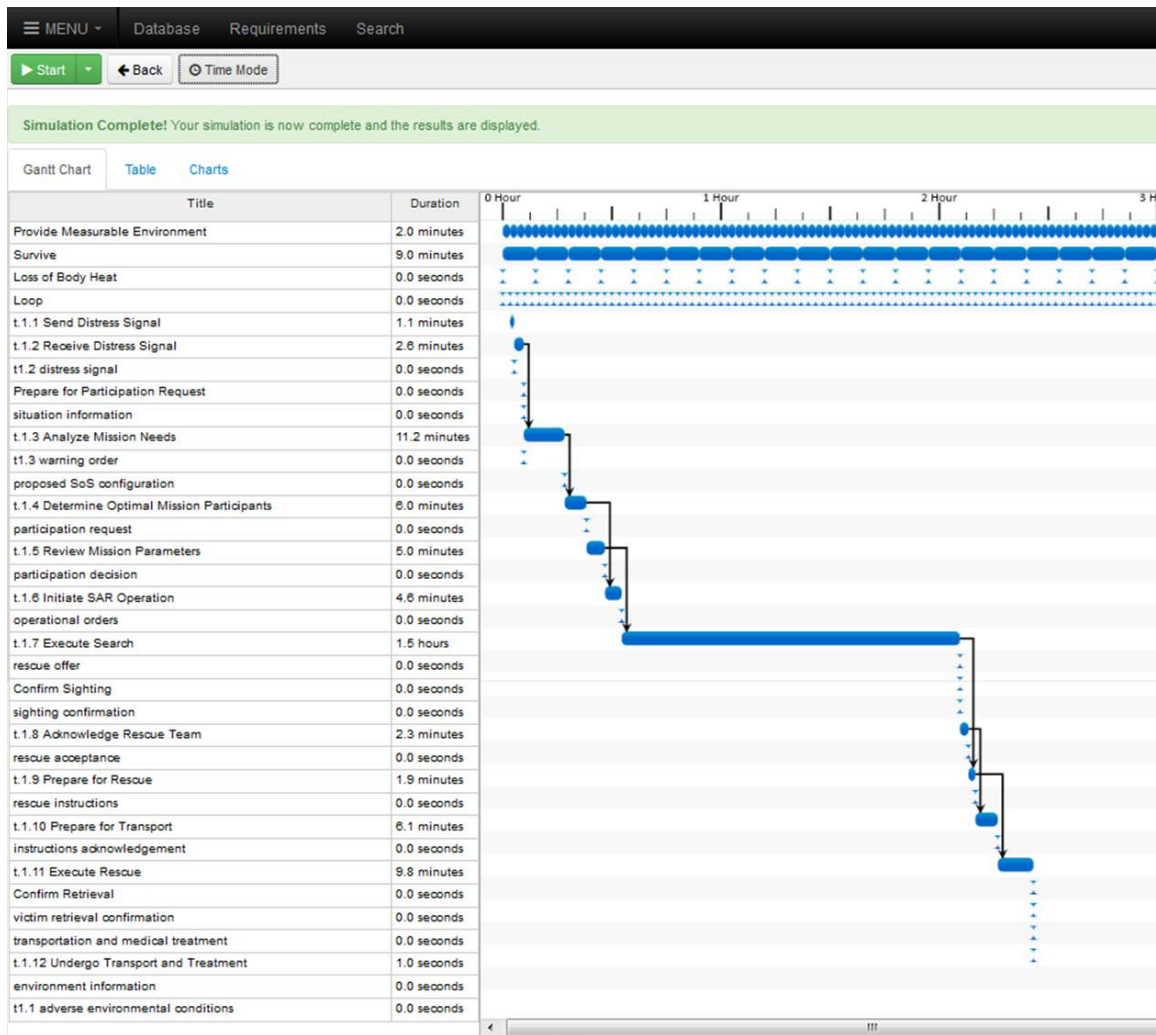 MENU Database Requirements Search
Start Back Time Mode
Simulation Complete! Your simulation is now complete and the results are displayed.
Gantt Chart Table Charts
Title Duration 0 Hour 1 Hour 2 Hour 3 H
Provide Measurable Environment 2.0 minutes
Survive 9.0 minutes
Loss of Body Heat 0.0 seconds
Loop 0.0 seconds
t.1.1 Send Distress Signal 1.1 minutes
t.1.2 Receive Distress Signal 2.6 minutes
t1.2 distress signal 0.0 seconds
Prepare for Participation Request 0.0 seconds
situation information 0.0 seconds
t.1.3 Analyze Mission Needs 11.2 minutes
t1.3 warning order 0.0 seconds
proposed SoS configuration 0.0 seconds
t.1.4 Determine Optimal Mission Participants 6.0 minutes
participation request 0.0 seconds
t.1.5 Review Mission Parameters 5.0 minutes
participation decision 0.0 seconds
t.1.6 Initiate SAR Operation 4.6 minutes
operational orders 0.0 seconds
t.1.7 Execute Search 1.5 hours
rescue offer 0.0 seconds
Confirm Sighting 0.0 seconds
sighting confirmation 0.0 seconds
t.1.8 Acknowledge Rescue Team 2.3 minutes
rescue acceptance 0.0 seconds
t.1.9 Prepare for Rescue 1.9 minutes
rescue instructions 0.0 seconds
t.1.10 Prepare for Transport 6.1 minutes
instructions acknowledgement 0.0 seconds
t.1.11 Execute Rescue 9.8 minutes
Confirm Retrieval 0.0 seconds
victim retrieval confirmation 0.0 seconds
transportation and medical treatment 0.0 seconds
t.1.12 Undergo Transport and Treatment 1.0 seconds
environment information 0.0 seconds
t1.1 adverse environmental conditions 0.0 seconds